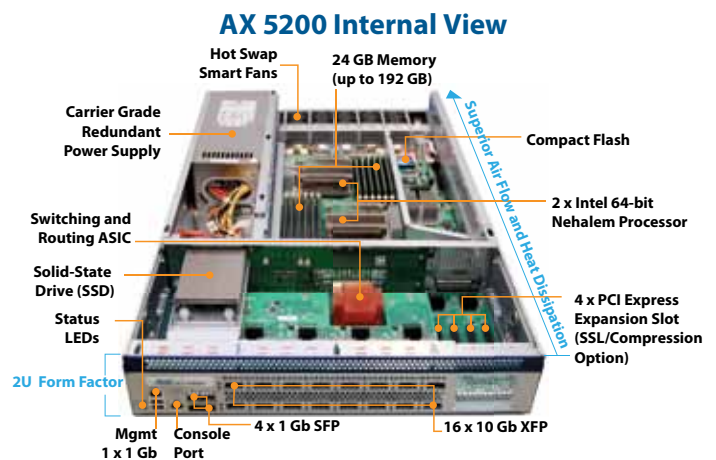 AX 5200 Internal View
Hot Swap
Smart Fans
24 GB Memory
(up to 192 GB)
Carrier Grade
Redundant
Power Supply
Compact Flash
Superior Air Flow and Heat Dissipation
2 x Intel 64-bit
Nehalem Processor
Switching and
Routing ASIC
Solid-State
Drive (SSD)
4 x PCI Express
Expansion Slot
(SSL/Compression
Option)
Status
LEDs
2U Form Factor
4 x 1 Gb SFP
16 x 10 Gb XFP
Mgmt
1 x 1 Gb
Console
Port